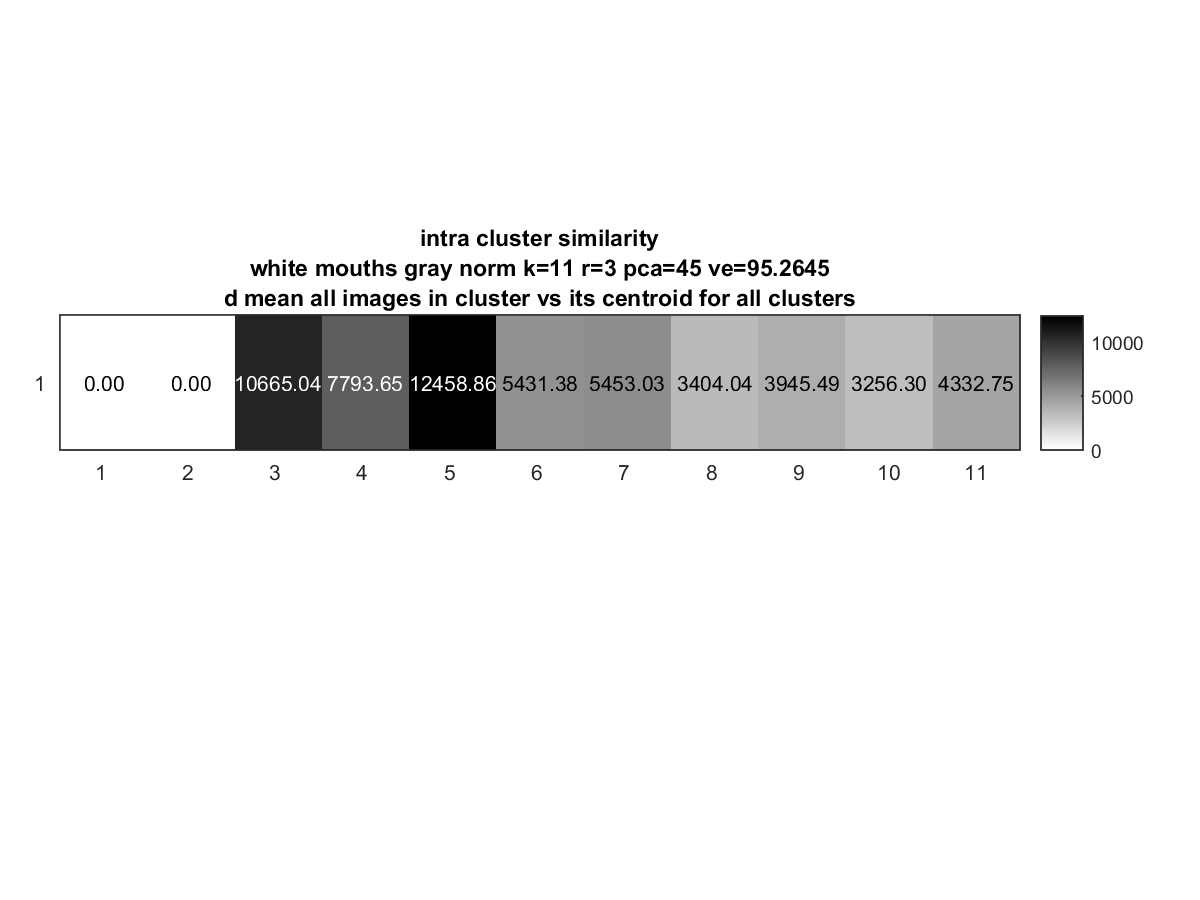 intra cluster similarity
white mouths gray norm k=11 r=3 pca=45 ve=95.2645
d mean all images in cluster vs its centroid for all clusters
1 0.00 0.00 10665.04 7793.65 12458.86 5431.38 5453.03 3404.04 3945.49 3256.30 4332.75
1 2 3 4 5 6 7 8 9 10 11
10000
5000
0